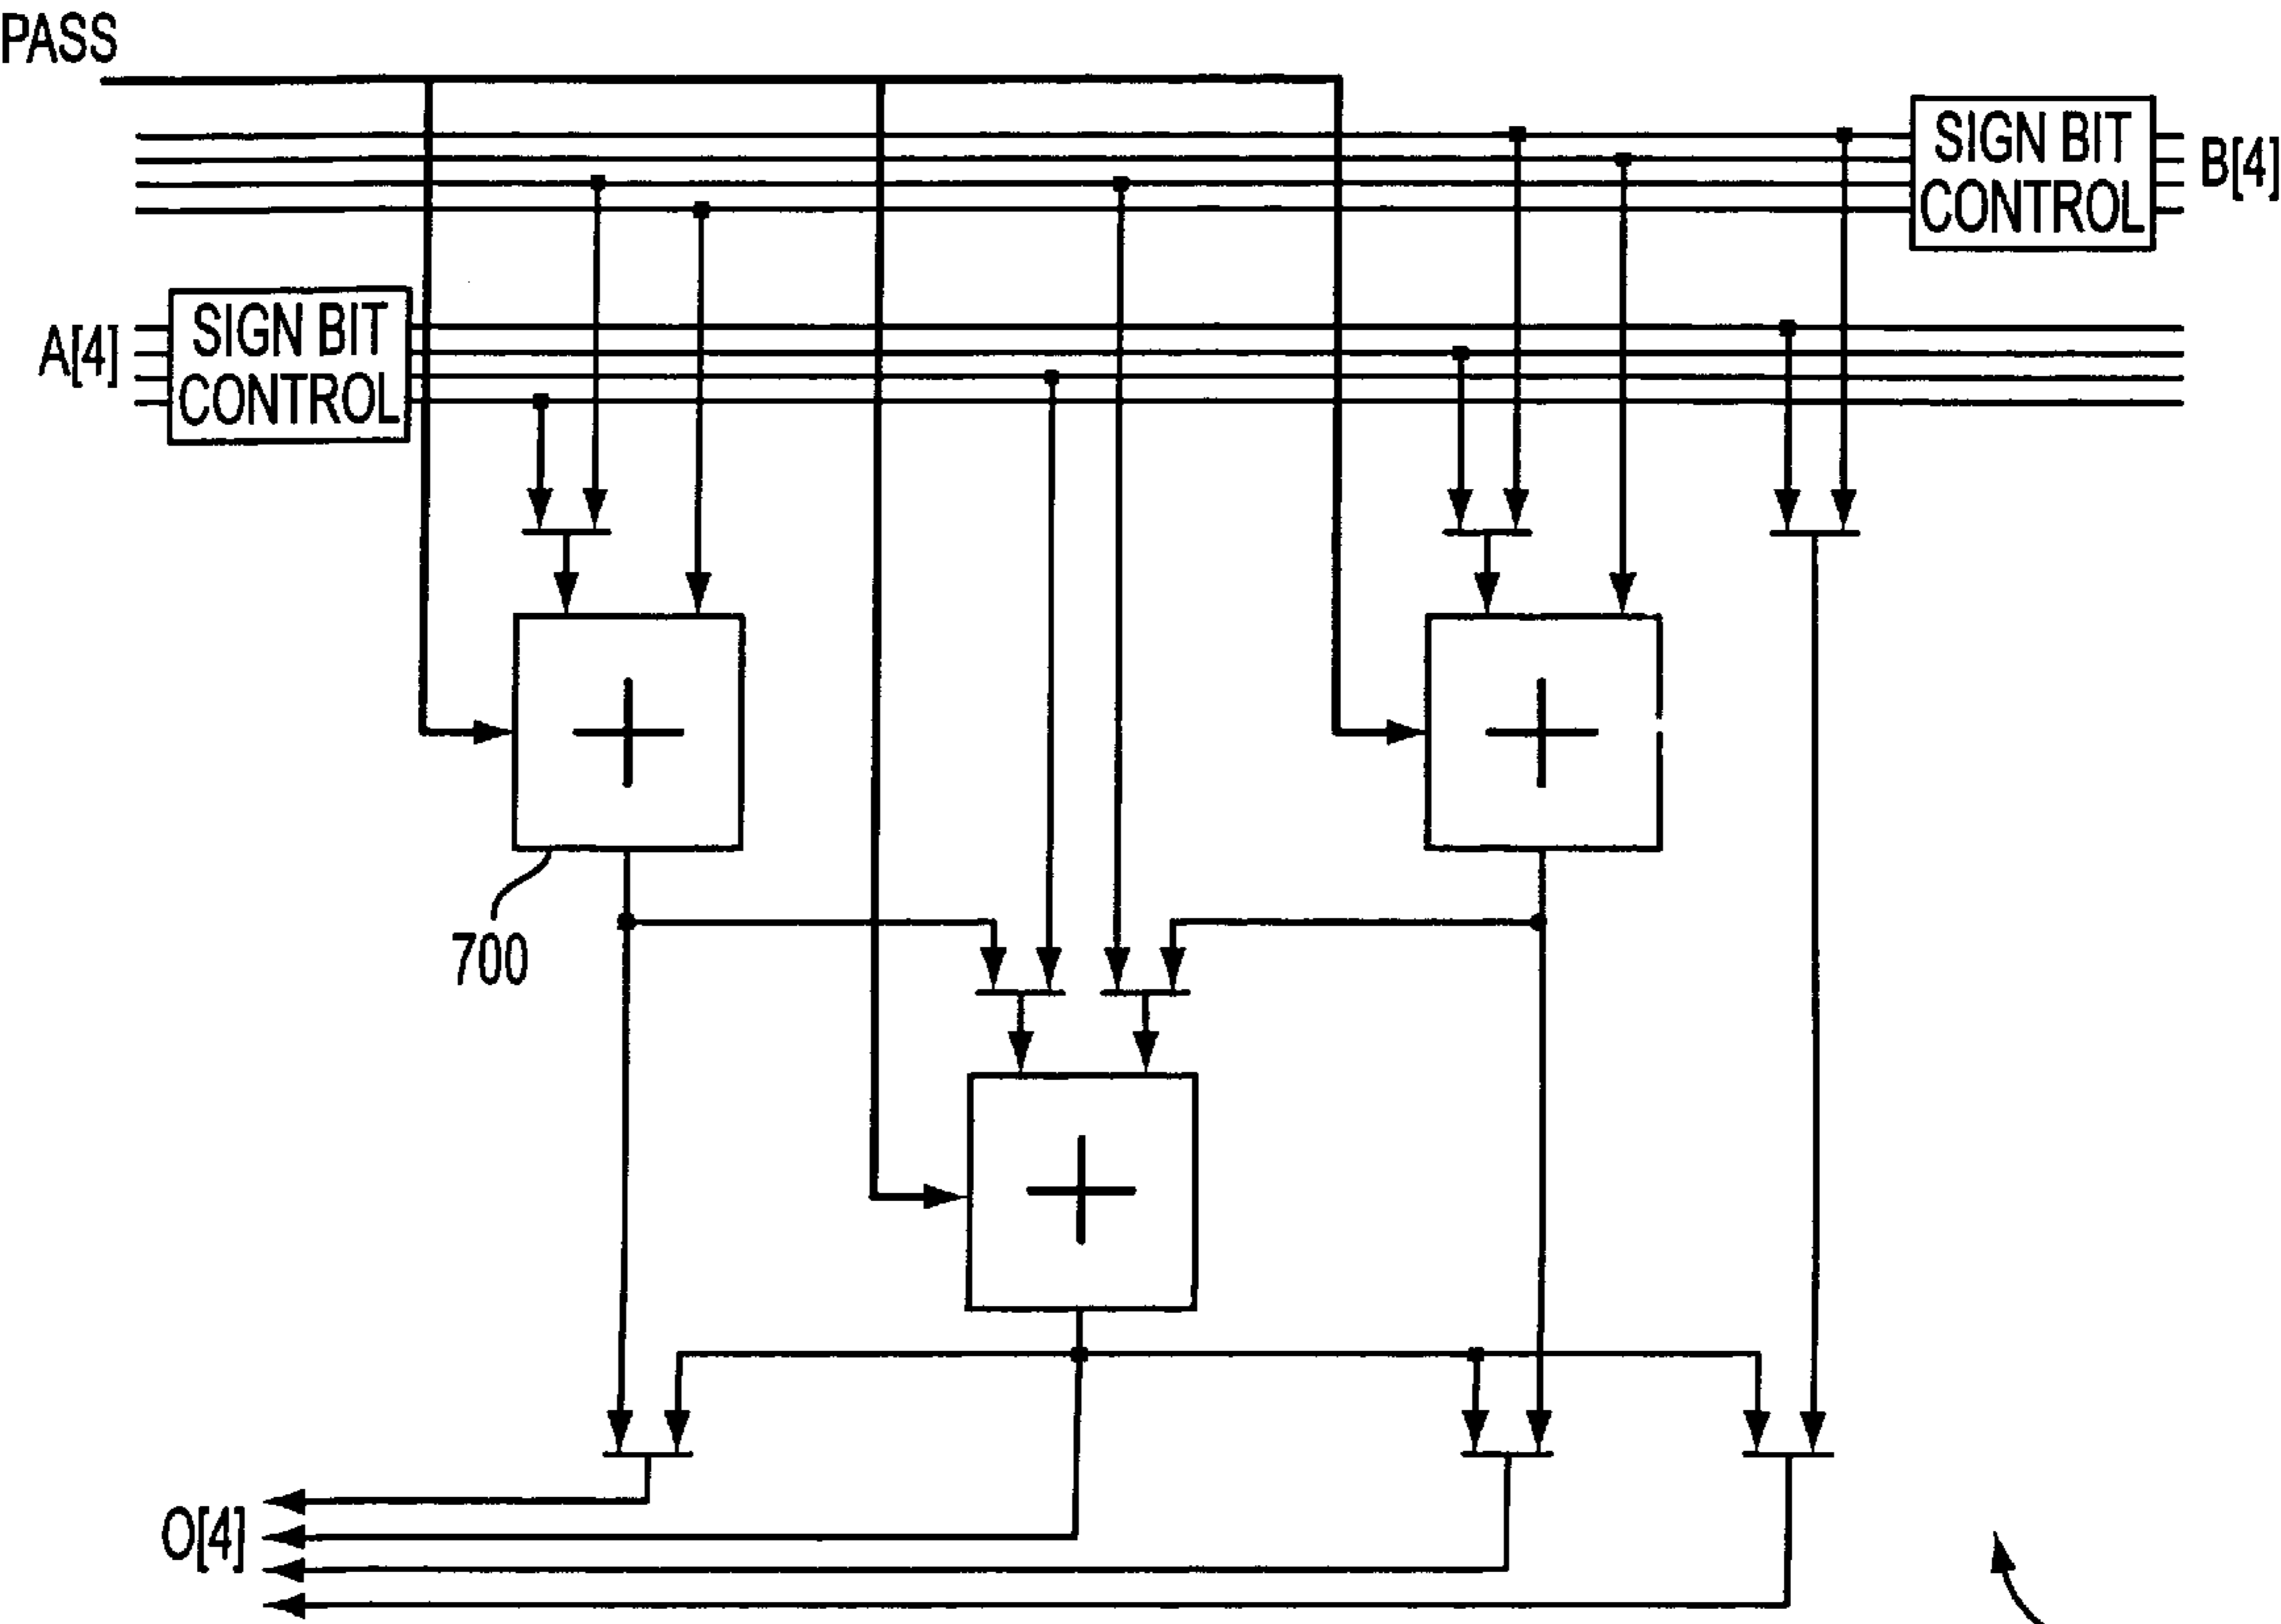 PASS
SIGN BIT
CONTROL
B[4]
A[4]
SIGN BIT
CONTROL
700
O[4]